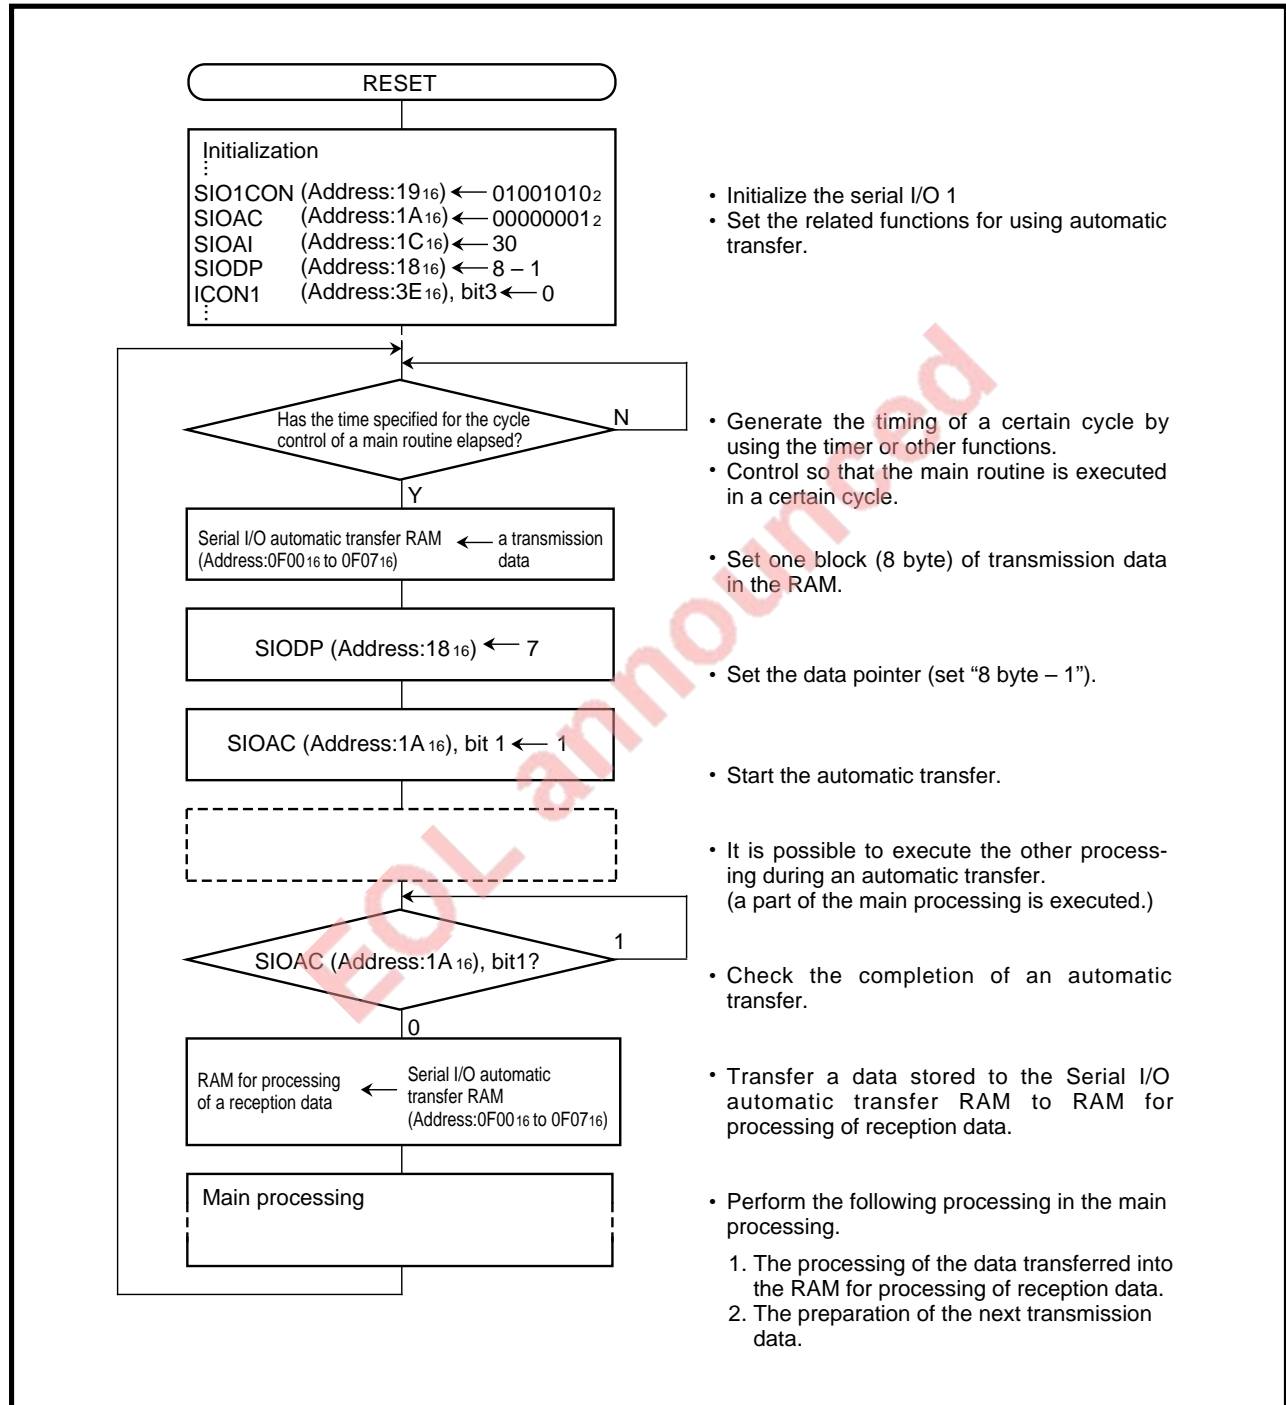 RESET
Initialization
⋮
SIO1CON (Address:19₁₆) ← 01001010₂
SIOAC (Address:1A₁₆) ← 00000001₂
SIOAI (Address:1C₁₆) ← 30
SIODP (Address:18₁₆) ← 8 – 1
ICON1 (Address:3E₁₆), bit3 ← 0
⋮
• Initialize the serial I/O 1
• Set the related functions for using automatic
transfer.
Has the time specified for the cycle
control of a main routine elapsed?
N
Y
• Generate the timing of a certain cycle by
using the timer or other functions.
• Control so that the main routine is executed
in a certain cycle.
Serial I/O automatic transfer RAM ← a transmission
(Address:0F00₁₆ to 0F07₁₆) data
• Set one block (8 byte) of transmission data
in the RAM.
SIODP (Address:18₁₆) ← 7
• Set the data pointer (set “8 byte – 1”).
SIOAC (Address:1A₁₆), bit 1 ← 1
• Start the automatic transfer.
• It is possible to execute the other process-
ing during an automatic transfer.
(a part of the main processing is executed.)
SIOAC (Address:1A₁₆), bit1?
1
0
• Check the completion of an automatic
transfer.
RAM for processing
of a reception data
←
Serial I/O automatic
transfer RAM
(Address:0F00₁₆ to 0F07₁₆)
• Transfer a data stored to the Serial I/O
automatic transfer RAM to RAM for
processing of reception data.
Main processing
• Perform the following processing in the main
processing.
1. The processing of the data transferred into
the RAM for processing of reception data.
2. The preparation of the next transmission
data.
EOL announced